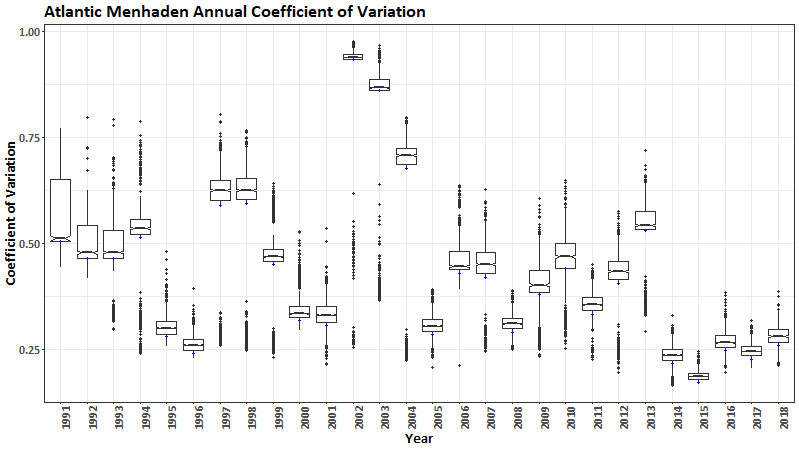 Atlantic Menhaden Annual Coefficient of Variation
1.00
0.75
0.50
0.25
Coefficient of Variation
1991 1992 1993 1994 1995 1996 1997 1998 1999 2000 2001 2002 2003 2004 2005 2006 2007 2008 2009 2010 2011 2012 2013 2014 2015 2016 2017 2018
Year